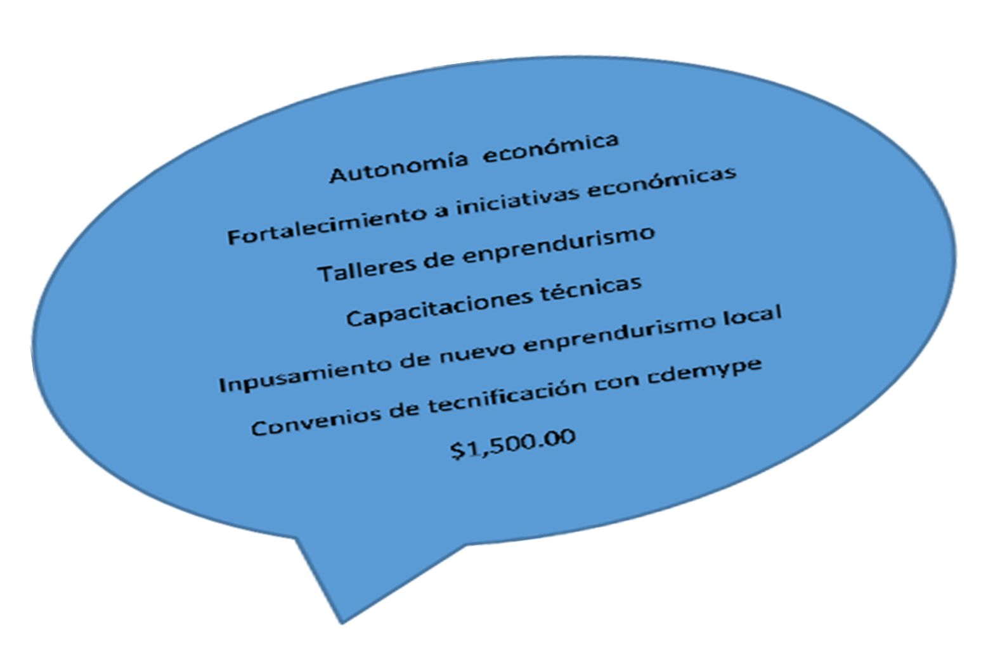 Autonomía  económica
Fortalecimiento a iniciativas económicas
Talleres de enprendurismo
Capacitaciones técnicas
Inpusamiento de nuevo enprendurismo local
Convenios de tecnificación con cdemype
$1,500.00